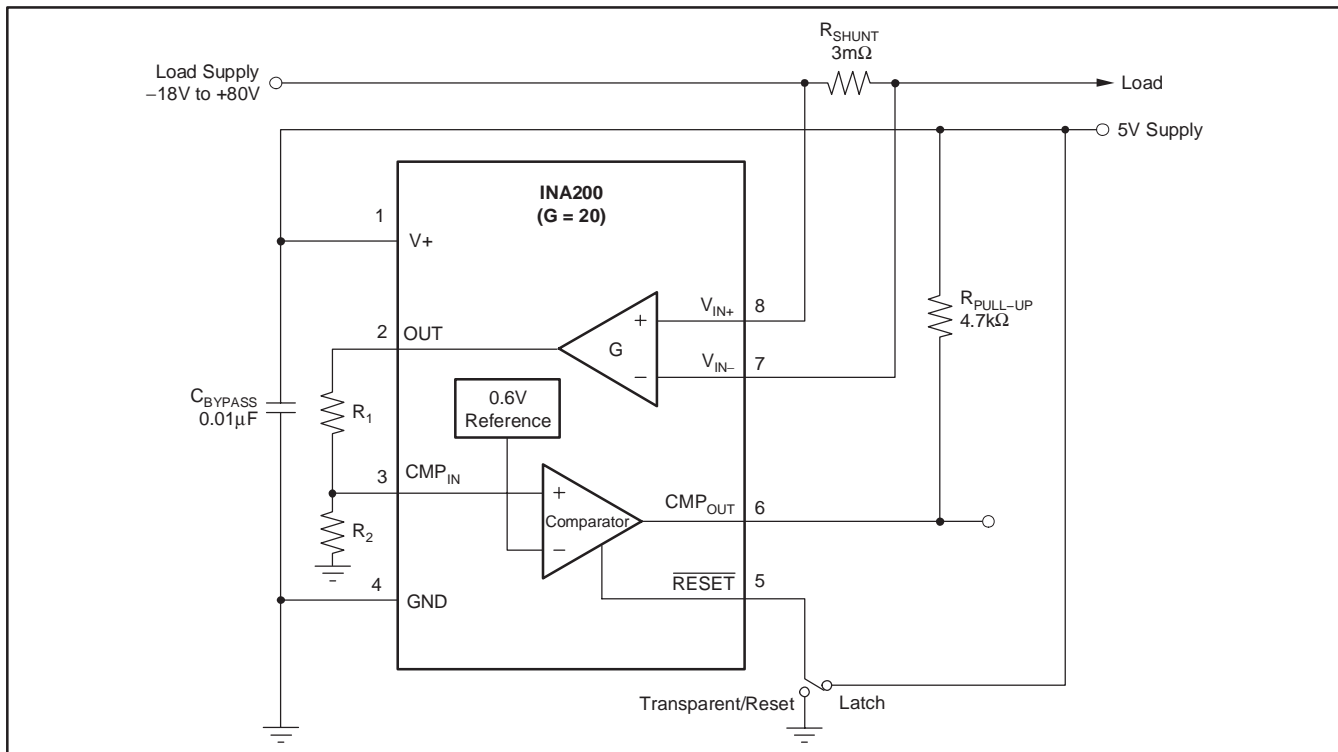 R_SHUNT
3mΩ
Load Supply
−18V to +80V
Load
5V Supply
INA200
(G = 20)
1
V+
V_IN+
8
R_PULL−UP
4.7kΩ
2
OUT
G
V_IN−
7
0.6V
Reference
C_BYPASS
0.01μF
R_1
3
CMP_IN
CMP_OUT
6
Comparator
R_2
4
GND
RESET
5
Transparent/Reset
Latch